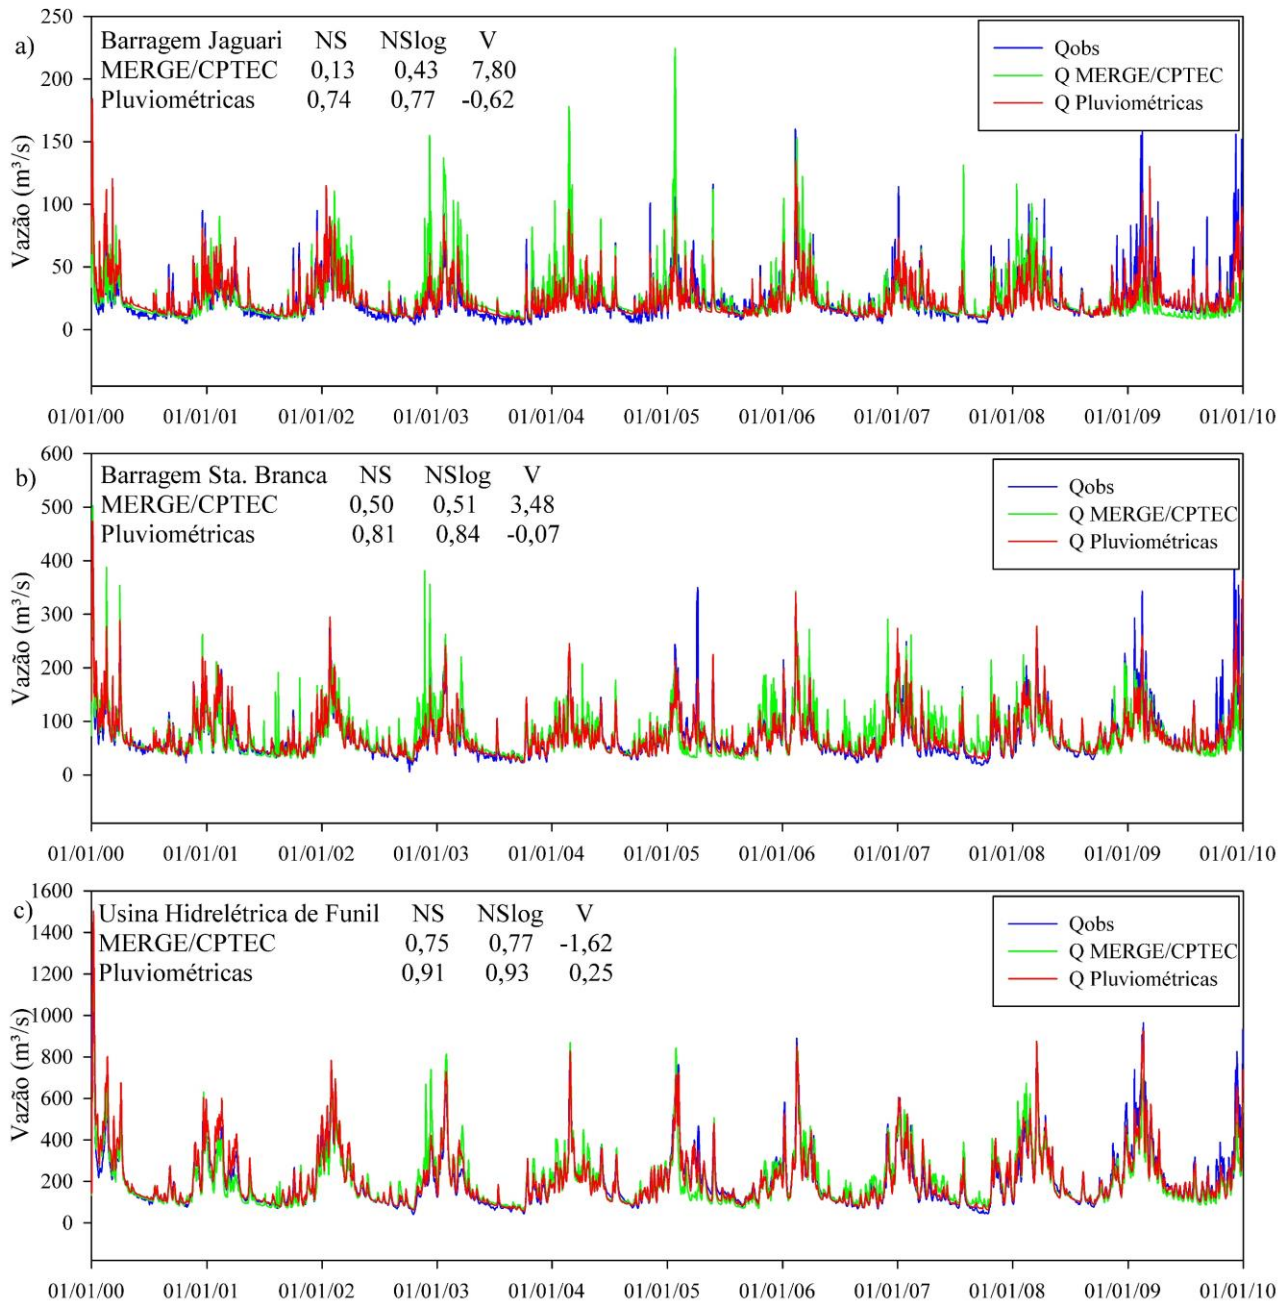 a)
Barragem Jaguari NS NSlog V
MERGE/CPTEC 0,13 0,43 7,80
Pluviométricas 0,74 0,77 -0,62
Qobs
Q MERGE/CPTEC
Q Pluviométricas
Vazão (m³/s)
250
200
150
100
50
0
01/01/00 01/01/01 01/01/02 01/01/03 01/01/04 01/01/05 01/01/06 01/01/07 01/01/08 01/01/09 01/01/10
b)
Barragem Sta. Branca NS NSlog V
MERGE/CPTEC 0,50 0,51 3,48
Pluviométricas 0,81 0,84 -0,07
Qobs
Q MERGE/CPTEC
Q Pluviométricas
Vazão (m³/s)
600
500
400
300
200
100
0
01/01/00 01/01/01 01/01/02 01/01/03 01/01/04 01/01/05 01/01/06 01/01/07 01/01/08 01/01/09 01/01/10
c)
Usina Hidrelétrica de Funil NS NSlog V
MERGE/CPTEC 0,75 0,77 -1,62
Pluviométricas 0,91 0,93 0,25
Qobs
Q MERGE/CPTEC
Q Pluviométricas
Vazão (m³/s)
1600
1400
1200
1000
800
600
400
200
0
01/01/00 01/01/01 01/01/02 01/01/03 01/01/04 01/01/05 01/01/06 01/01/07 01/01/08 01/01/09 01/01/10